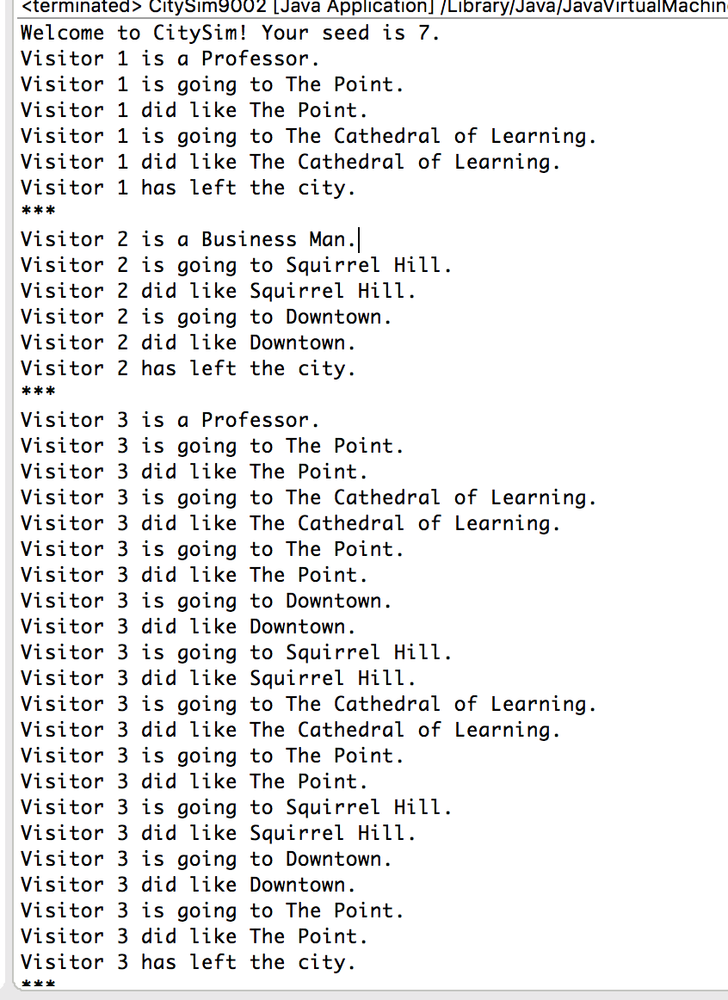 <terminated> CitySim9002 [Java Application] /Library/Java/JavaVirtualMachin
Welcome to CitySim! Your seed is 7.
Visitor 1 is a Professor.
Visitor 1 is going to The Point.
Visitor 1 did like The Point.
Visitor 1 is going to The Cathedral of Learning.
Visitor 1 did like The Cathedral of Learning.
Visitor 1 has left the city.
***
Visitor 2 is a Business Man.
Visitor 2 is going to Squirrel Hill.
Visitor 2 did like Squirrel Hill.
Visitor 2 is going to Downtown.
Visitor 2 did like Downtown.
Visitor 2 has left the city.
***
Visitor 3 is a Professor.
Visitor 3 is going to The Point.
Visitor 3 did like The Point.
Visitor 3 is going to The Cathedral of Learning.
Visitor 3 did like The Cathedral of Learning.
Visitor 3 is going to The Point.
Visitor 3 did like The Point.
Visitor 3 is going to Downtown.
Visitor 3 did like Downtown.
Visitor 3 is going to Squirrel Hill.
Visitor 3 did like Squirrel Hill.
Visitor 3 is going to The Cathedral of Learning.
Visitor 3 did like The Cathedral of Learning.
Visitor 3 is going to The Point.
Visitor 3 did like The Point.
Visitor 3 is going to Squirrel Hill.
Visitor 3 did like Squirrel Hill.
Visitor 3 is going to Downtown.
Visitor 3 did like Downtown.
Visitor 3 is going to The Point.
Visitor 3 did like The Point.
Visitor 3 has left the city.
***